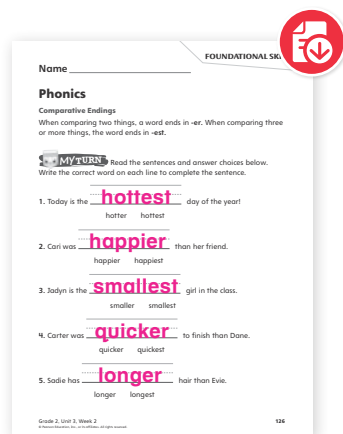 FOUNDATIONAL
Name
Phonics
Comparative Endings
When comparing two things, a word ends in -er. When comparing three
or more things, the word ends in -est.
MY TURN Read the sentences and answer choices below.
Write the correct word on each line to complete the sentence.
1. Today is the hottest day of the year!
hotter hottest
2. Cari was happier than her friend.
happier happiest
3. Jadyn is the smallest girl in the class.
smaller smallest
4. Carter was quicker to finish than Dane.
quicker quickest
5. Sadie has longer hair than Evie.
longer longest
Grade 2, Unit 3, Week 2 126